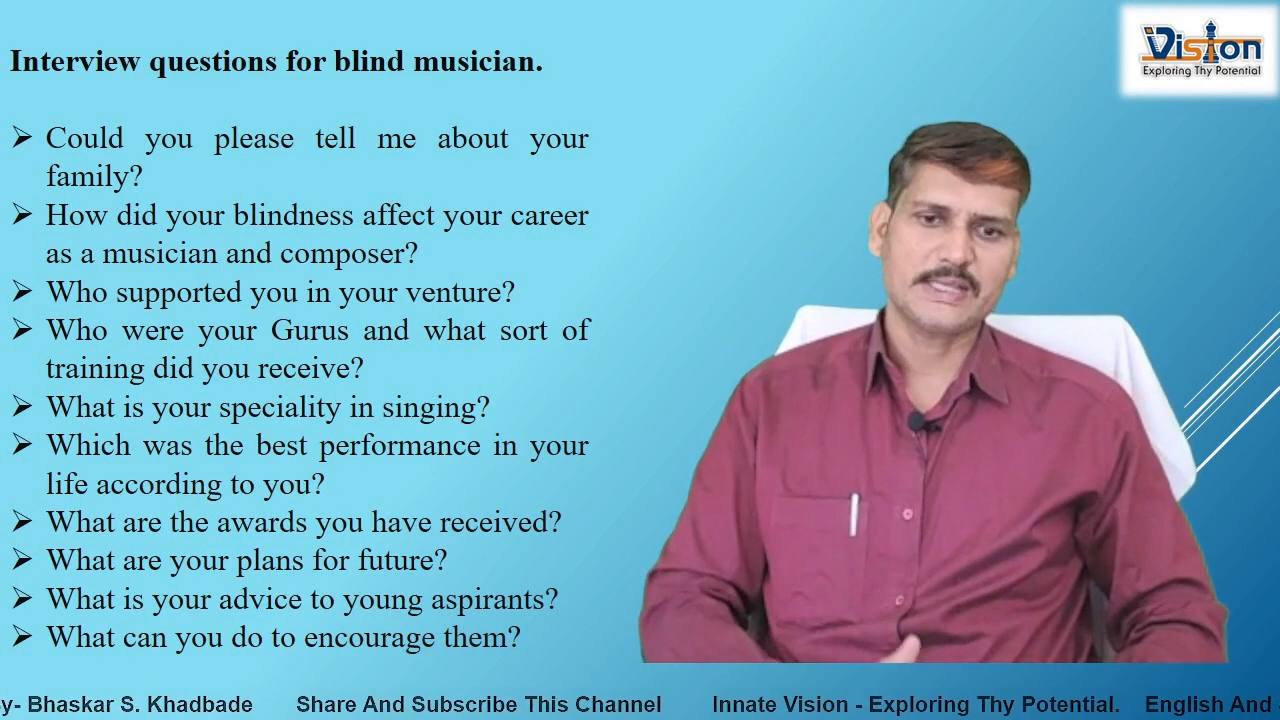 Interview questions for blind musician.
➢ Could you please tell me about your
family?
➢ How did your blindness affect your career
as a musician and composer?
➢ Who supported you in your venture?
➢ Who were your Gurus and what sort of
training did you receive?
➢ What is your speciality in singing?
➢ Which was the best performance in your
life according to you?
➢ What are the awards you have received?
➢ What are your plans for future?
➢ What is your advice to young aspirants?
➢ What can you do to encourage them?
Vision
Exploring Thy Potential
y- Bhaskar S. Khadbade Share And Subscribe This Channel Innate Vision - Exploring Thy Potential. English And